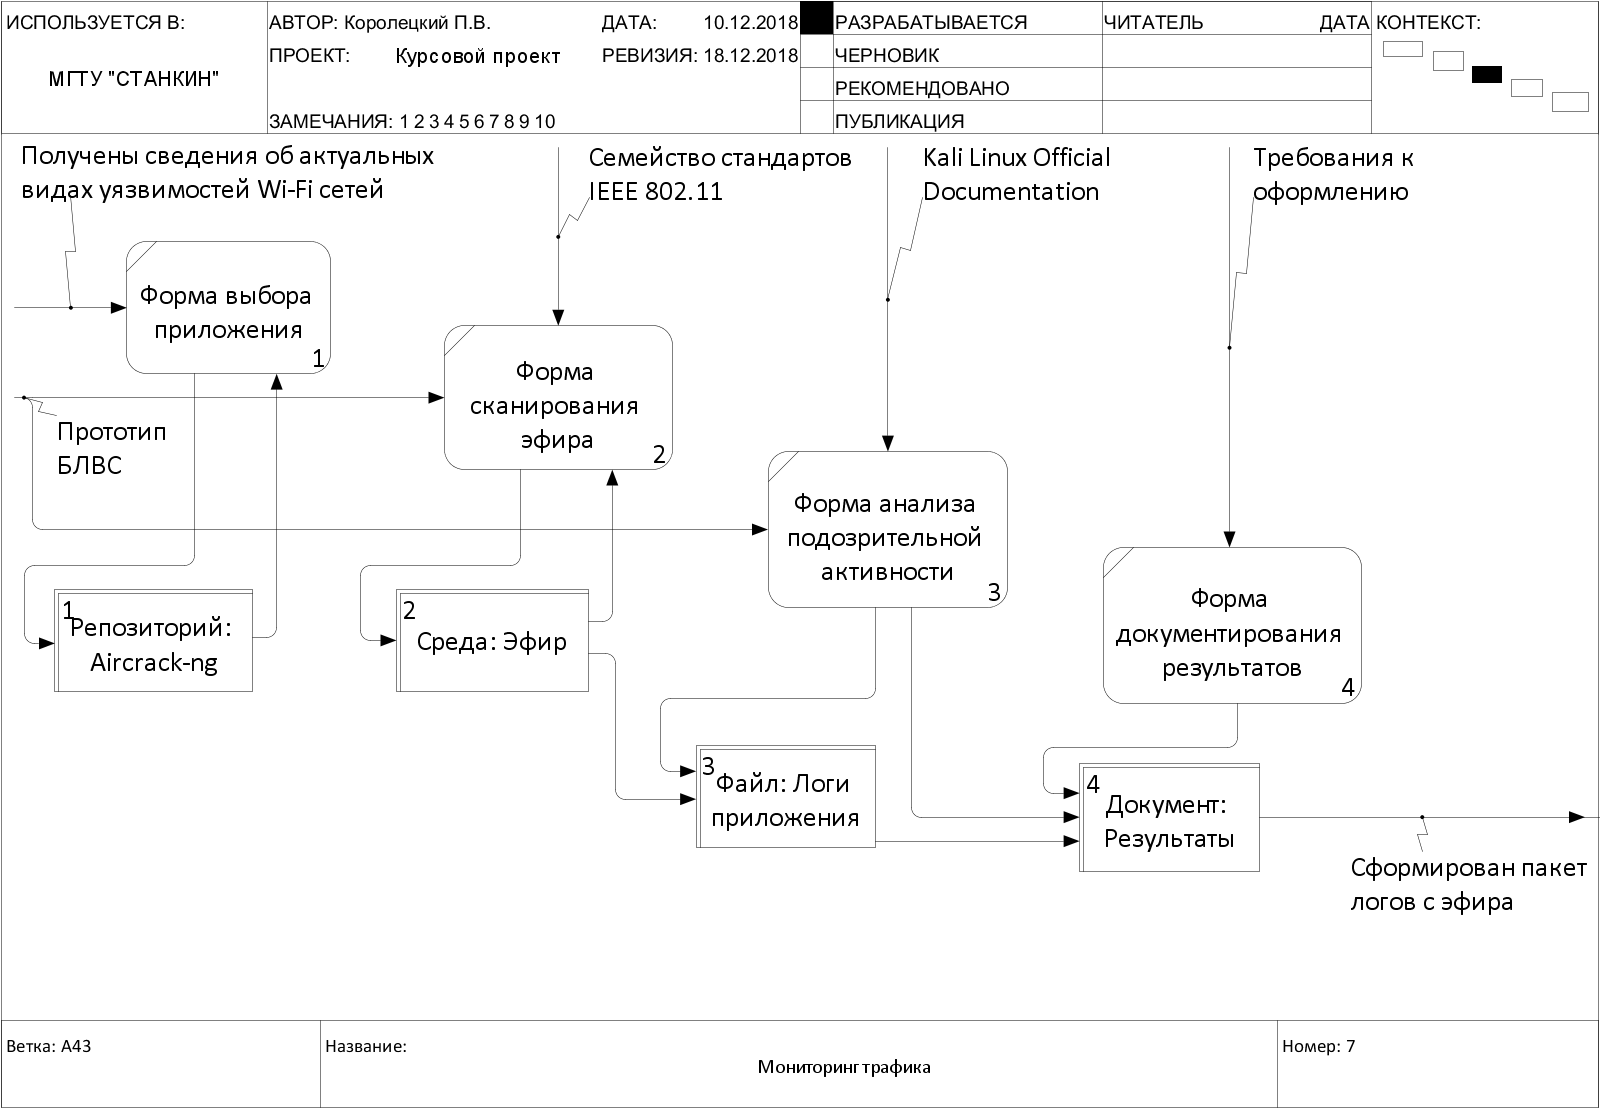 ИСПОЛЬЗУЕТСЯ В:
МГТУ "СТАНКИН"
АВТОР: Королецкий П.В.
ДАТА: 10.12.2018
ПРОЕКТ: Курсовой проект
РЕВИЗИЯ: 18.12.2018
ЗАМЕЧАНИЯ: 1 2 3 4 5 6 7 8 9 10
РАЗРАБАТЫВАЕТСЯ
ЧЕРНОВИК
РЕКОМЕНДОВАНО
ПУБЛИКАЦИЯ
ЧИТАТЕЛЬ
ДАТА
КОНТЕКСТ:
Получены сведения об актуальных
видах уязвимостей Wi-Fi сетей
Семейство стандартов
IEEE 802.11
Kali Linux Official
Documentation
Требования к
оформлению
Форма выбора
приложения
1
Прототип
БЛВС
Форма
сканирования
эфира
2
Форма анализа
подозрительной
активности
3
Форма
документирования
результатов
4
1
Репозиторий:
Aircrack-ng
2
Среда: Эфир
3
Файл: Логи
приложения
4
Документ:
Результаты
Сформирован пакет
логов с эфира
Ветка: A43
Название:
Мониторинг трафика
Номер: 7